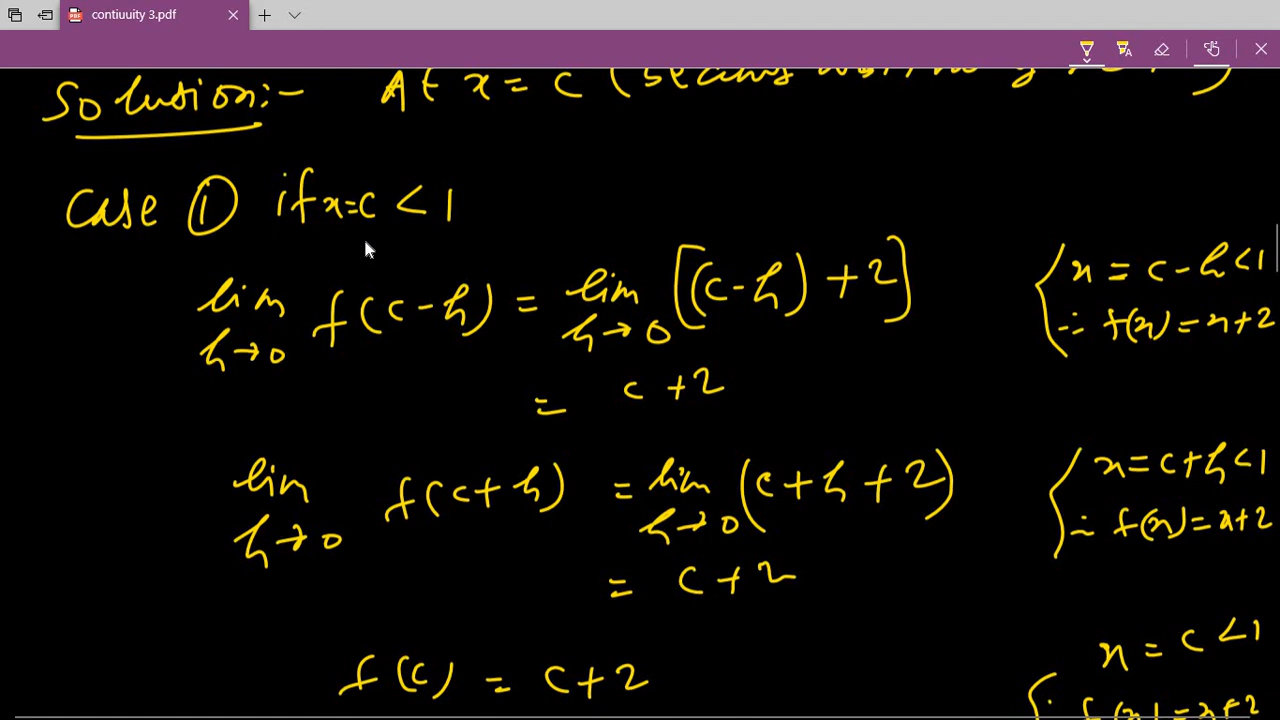 contiuuity 3.pdf
Solution:- At x = c (
Case ① if x=c < 1
lim h→0 f(c-h) = lim h→0 [(c-h)+2] { x = c-h<1
∴ f(x)=x+2
= c+2
lim h→0 f(c+h) = lim h→0 (c+h+2) { x=c+h<1
∴ f(x)=x+2
= c+2
x = c <1
f(c) = c+2
∴ f(x)=x+2